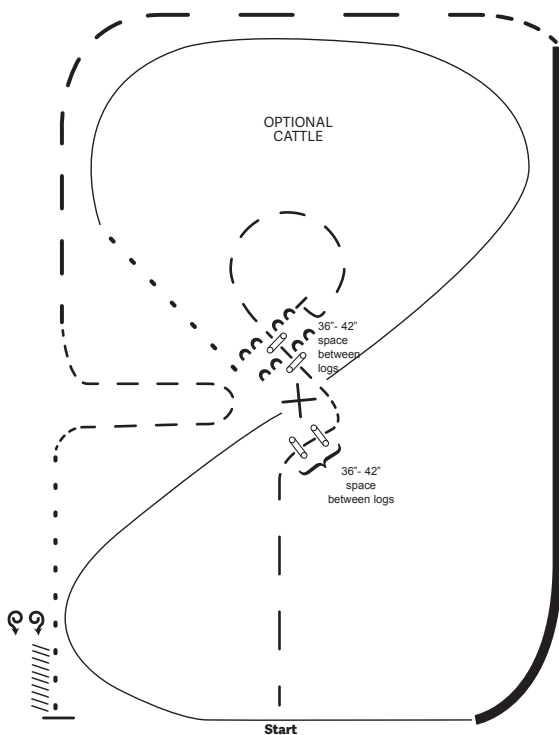 OPTIONAL
CATTLE
36"- 42"
space
between
logs
36"- 42"
space
between logs
Start